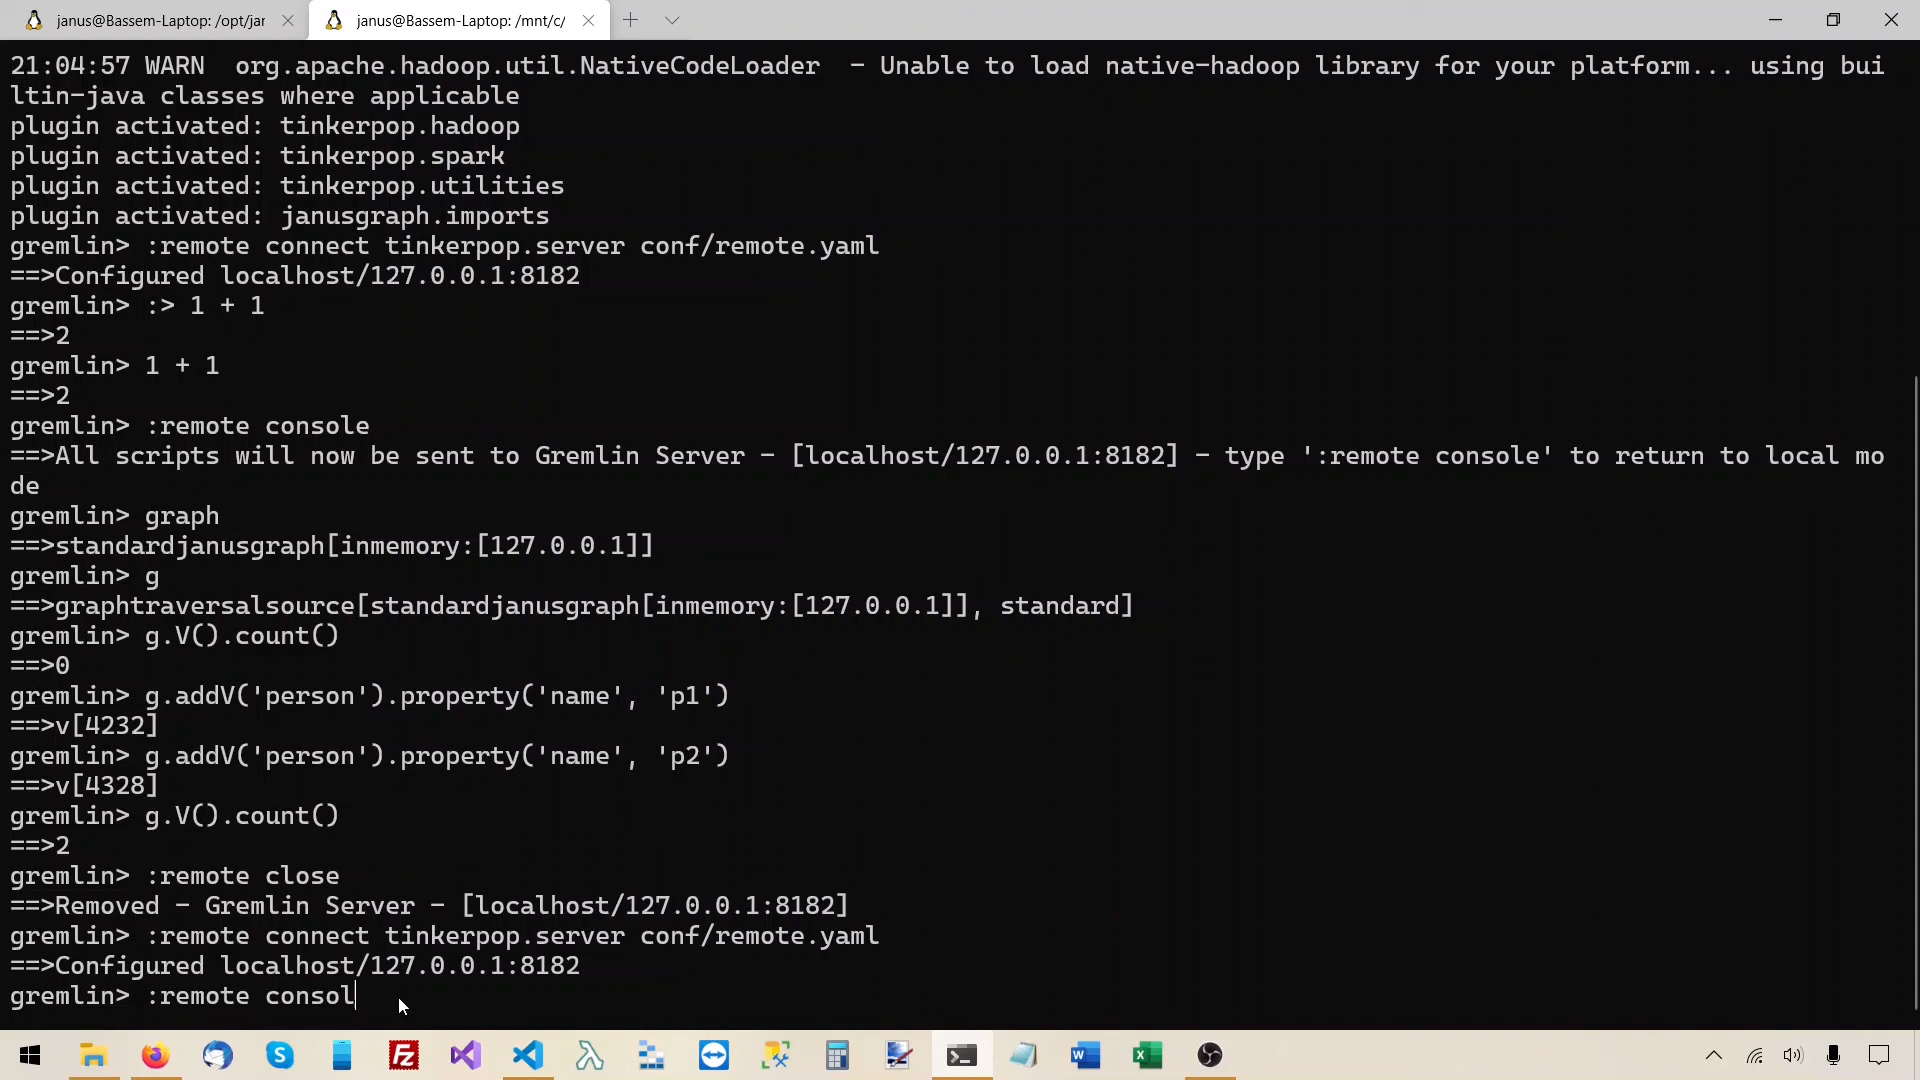 janus@Bassem-Laptop: /opt/jar
janus@Bassem-Laptop: /mnt/c/
21:04:57 WARN  org.apache.hadoop.util.NativeCodeLoader  - Unable to load native-hadoop library for your platform... using bui
ltin-java classes where applicable
plugin activated: tinkerpop.hadoop
plugin activated: tinkerpop.spark
plugin activated: tinkerpop.utilities
plugin activated: janusgraph.imports
gremlin> :remote connect tinkerpop.server conf/remote.yaml
==>Configured localhost/127.0.0.1:8182
gremlin> :> 1 + 1
==>2
gremlin> 1 + 1
==>2
gremlin> :remote console
==>All scripts will now be sent to Gremlin Server - [localhost/127.0.0.1:8182] - type ':remote console' to return to local mo
de
gremlin> graph
==>standardjanusgraph[inmemory:[127.0.0.1]]
gremlin> g
==>graphtraversalsource[standardjanusgraph[inmemory:[127.0.0.1]], standard]
gremlin> g.V().count()
==>0
gremlin> g.addV('person').property('name', 'p1')
==>v[4232]
gremlin> g.addV('person').property('name', 'p2')
==>v[4328]
gremlin> g.V().count()
==>2
gremlin> :remote close
==>Removed - Gremlin Server - [localhost/127.0.0.1:8182]
gremlin> :remote connect tinkerpop.server conf/remote.yaml
==>Configured localhost/127.0.0.1:8182
gremlin> :remote consol